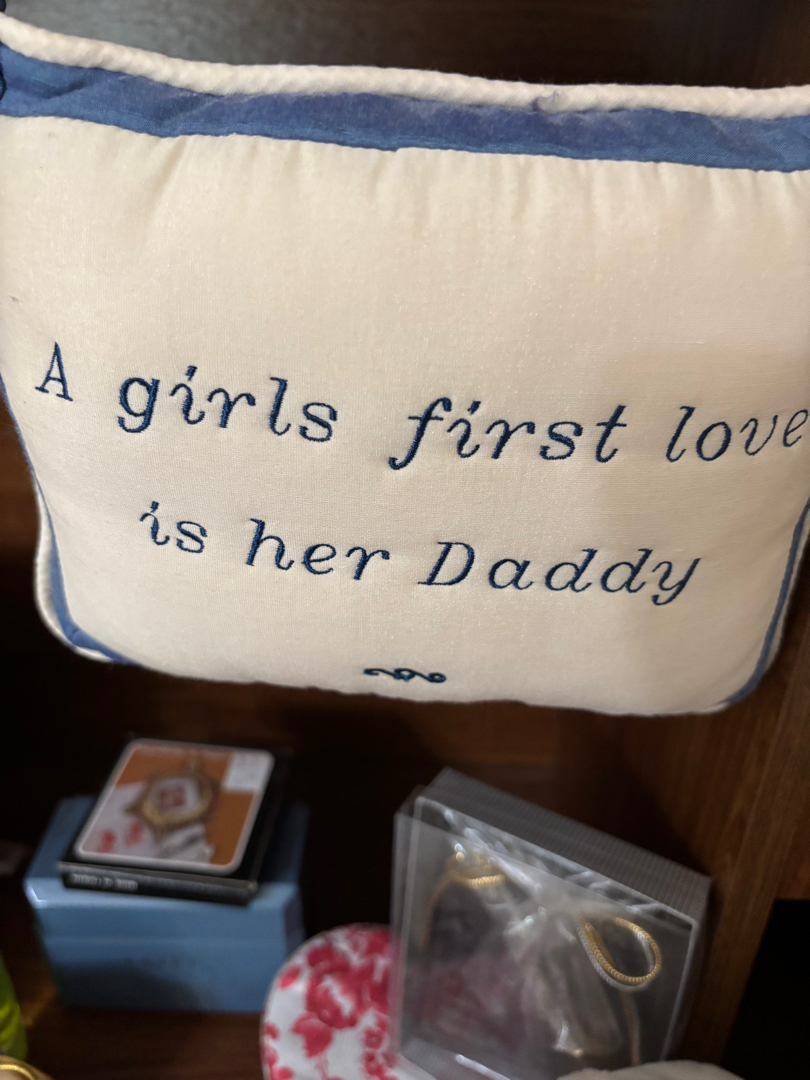 A girls first love
is her Daddy